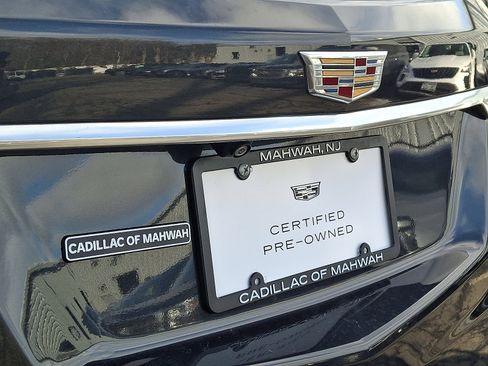 MAHWAH, NJ
CERTIFIED
PRE-OWNED
CADILLAC OF MAHWAH
CADILLAC OF MAHWAH